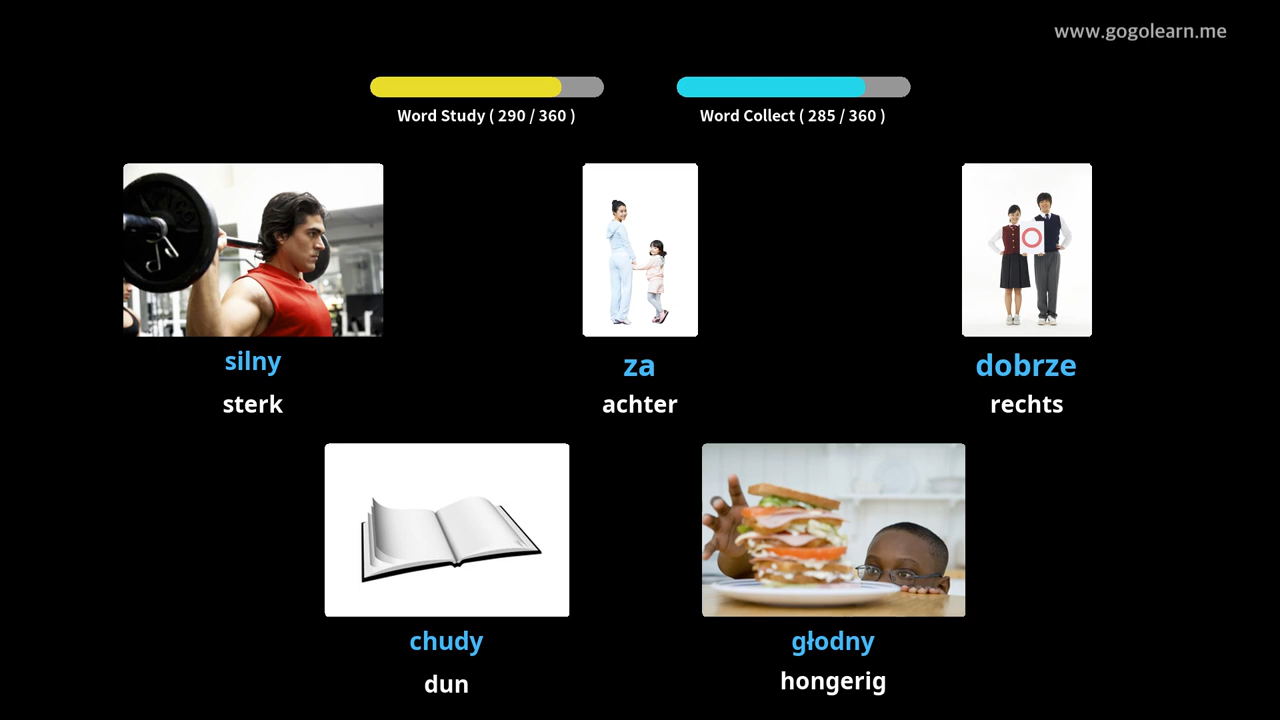 www.gogolearn.me
Word Study ( 290 / 360 )
Word Collect ( 285 / 360 )
silny
za
dobrze
sterk
achter
rechts
chudy
głodny
dun
hongerig